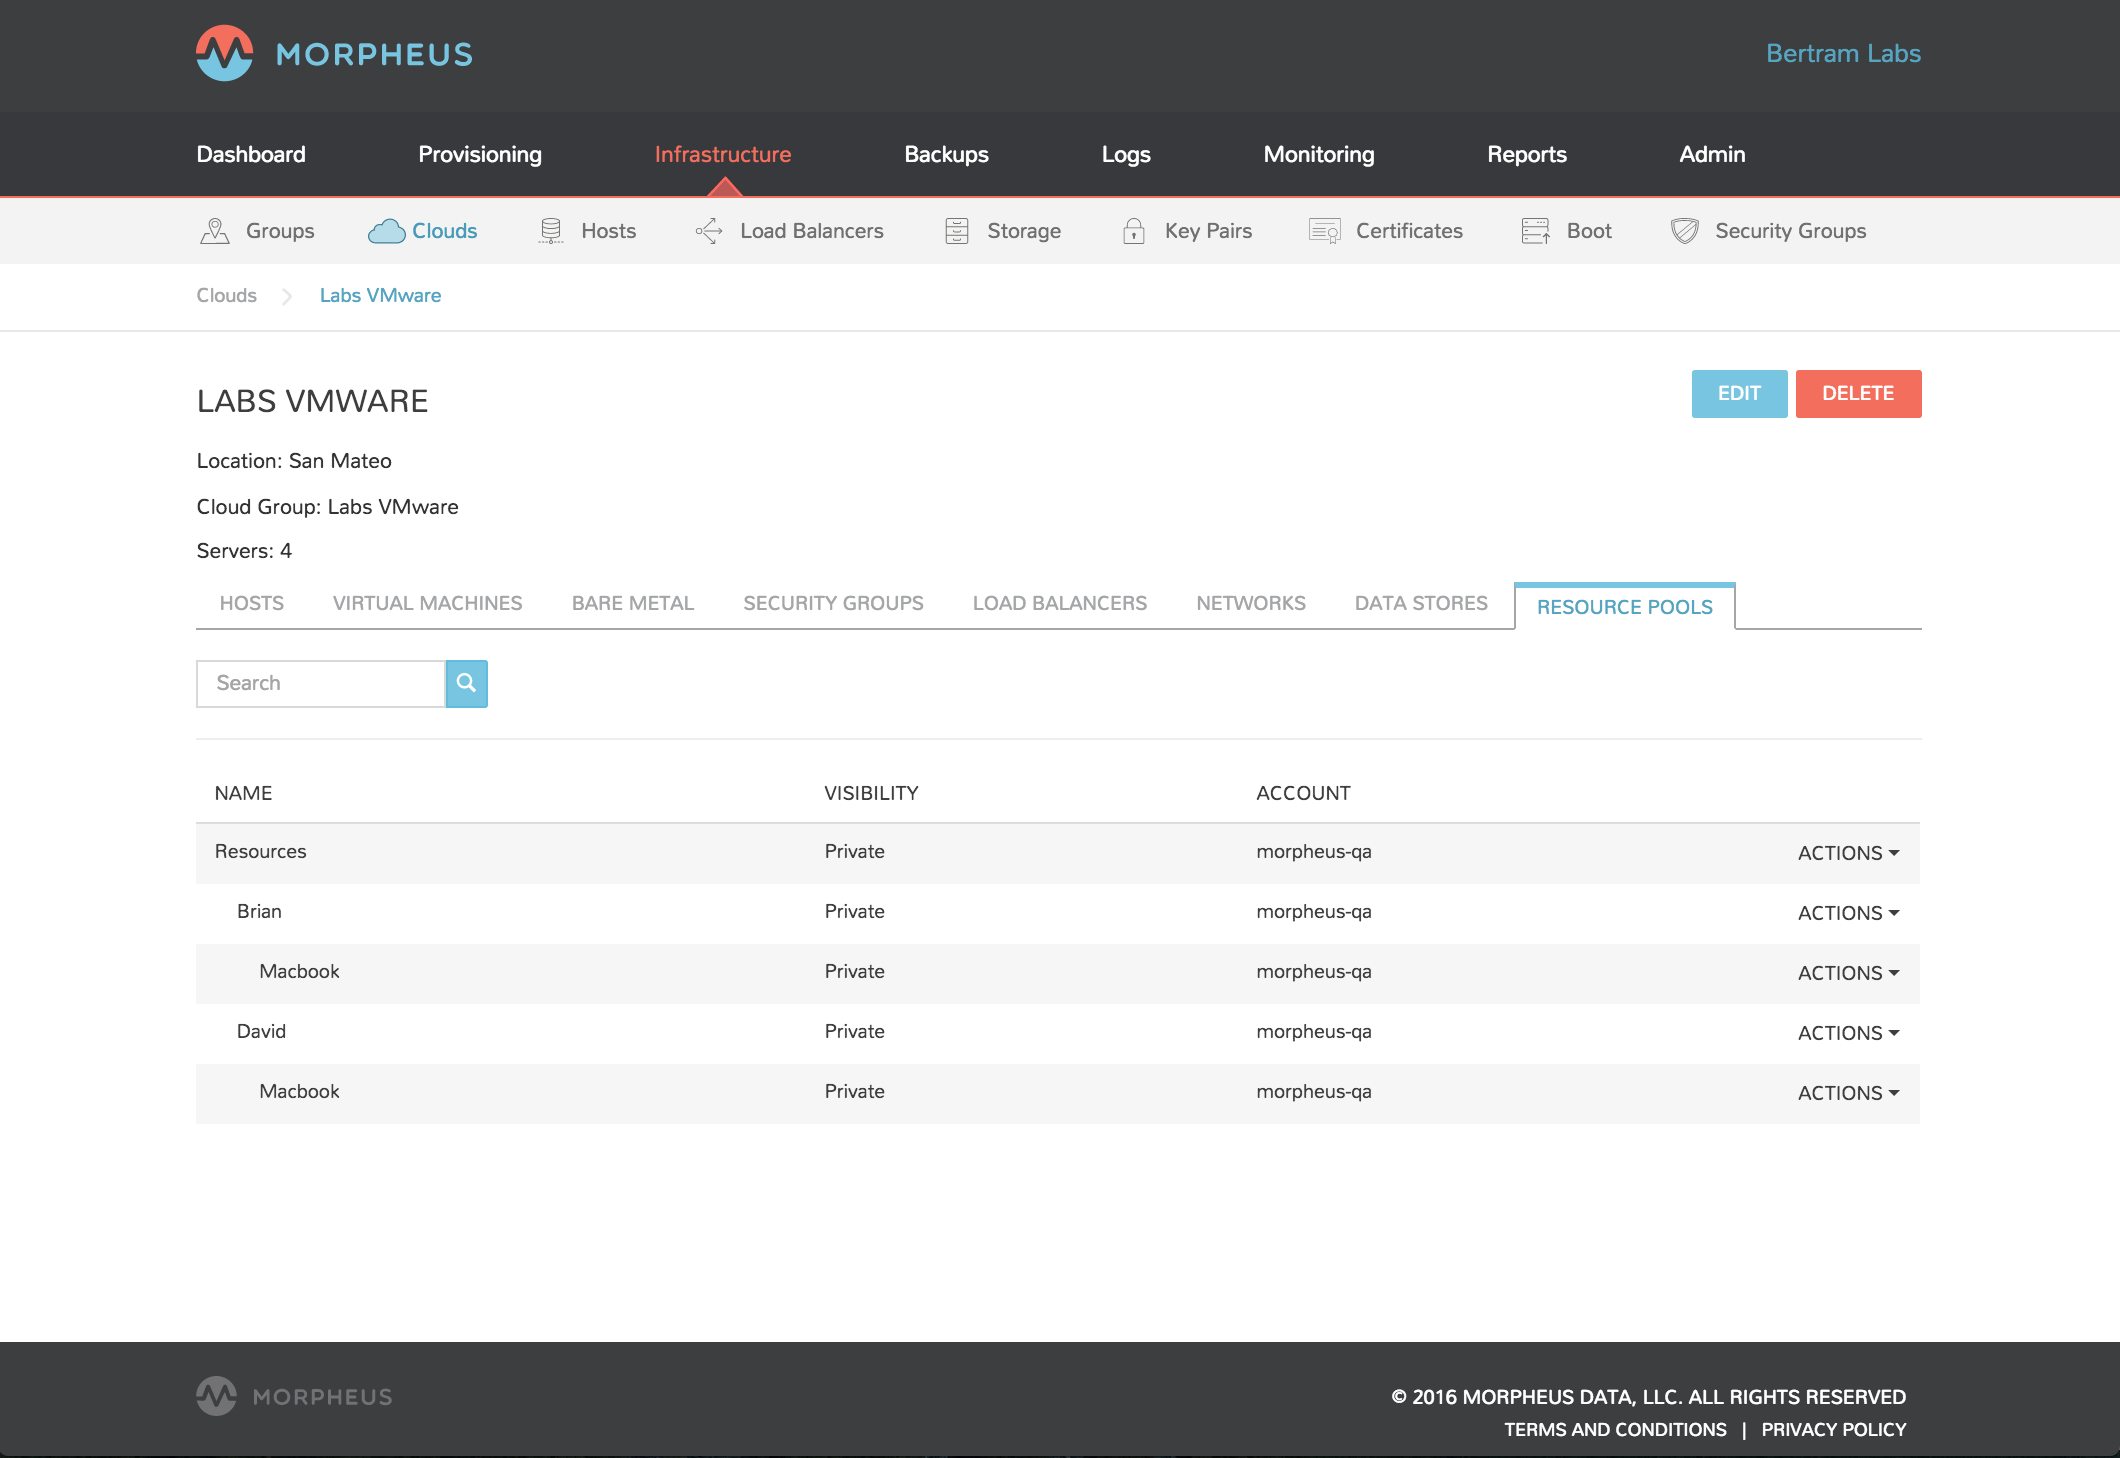 MORPHEUS
Bertram Labs
Dashboard Provisioning Infrastructure Backups Logs Monitoring Reports Admin
Groups Clouds Hosts Load Balancers Storage Key Pairs Certificates Boot Security Groups
Clouds Labs VMware
LABS VMWARE
EDIT DELETE
Location: San Mateo
Cloud Group: Labs VMware
Servers: 4
HOSTS VIRTUAL MACHINES BARE METAL SECURITY GROUPS LOAD BALANCERS NETWORKS DATA STORES RESOURCE POOLS
Search
NAME VISIBILITY ACCOUNT
Resources Private morpheus-qa ACTIONS
Brian Private morpheus-qa ACTIONS
Macbook Private morpheus-qa ACTIONS
David Private morpheus-qa ACTIONS
Macbook Private morpheus-qa ACTIONS
MORPHEUS
© 2016 MORPHEUS DATA, LLC. ALL RIGHTS RESERVED
TERMS AND CONDITIONS | PRIVACY POLICY